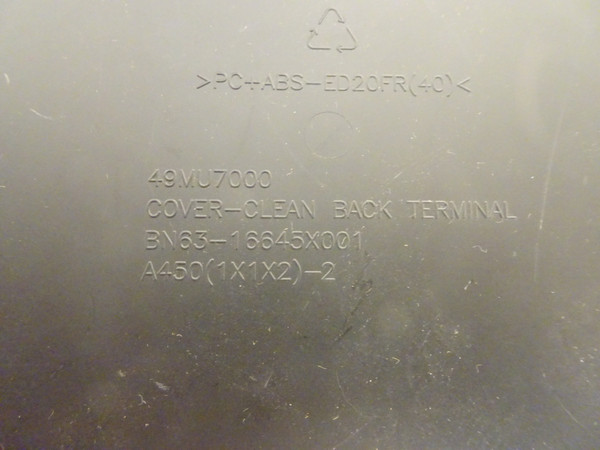 >PC+ABS-ED20FR(40)<
49MU7000
COVER-CLEAN BACK TERMINAL
BN63-16645X001
A450(1X1X2)-2